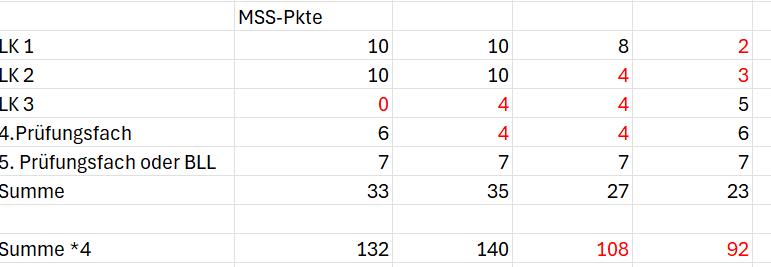 MSS-Pkte
LK 1 10 10 8 2
LK 2 10 10 4 3
LK 3 0 4 4 5
4.Prüfungsfach 6 4 4 6
5. Prüfungsfach oder BLL 7 7 7 7
Summe 33 35 27 23
Summe *4 132 140 108 92